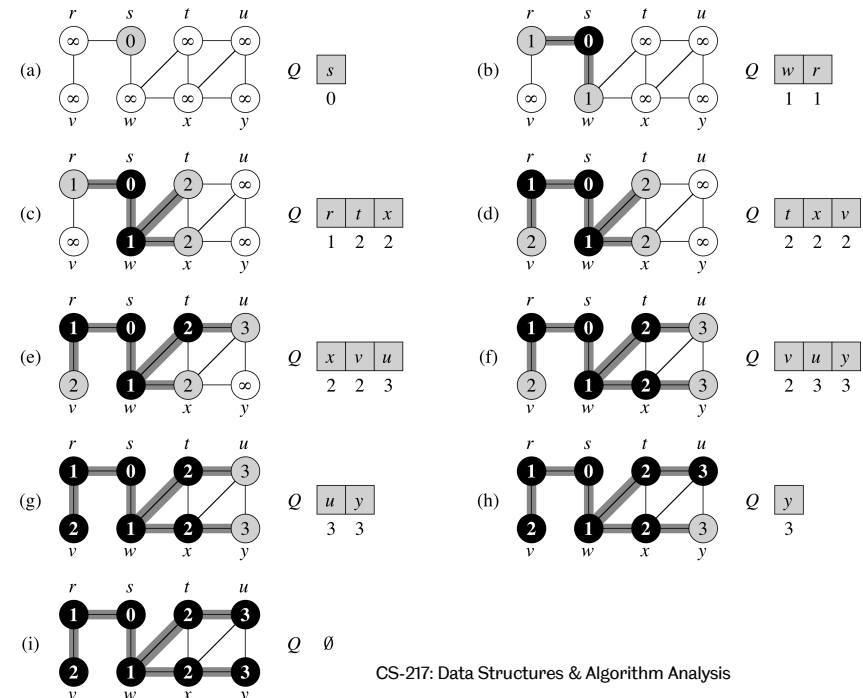 r s t u r s t u
(a) ∞ 0 ∞ ∞ Q s (b) 1 0 ∞ ∞ Q w r
∞ ∞ ∞ ∞ 0 ∞ 1 ∞ ∞ 1 1
v w x y v w x y
r s t u r s t u
(c) 1 0 2 ∞ Q r t x (d) 1 0 2 ∞ Q t x v
∞ 1 2 ∞ 1 2 2 2 1 2 ∞ 2 2 2
v w x y v w x y
r s t u r s t u
(e) 1 0 2 3 Q x v u (f) 1 0 2 3 Q v u y
2 1 2 ∞ 2 2 3 2 1 2 3 2 3 3
v w x y v w x y
r s t u r s t u
(g) 1 0 2 3 Q u y (h) 1 0 2 3 Q y
2 1 2 3 3 3 2 1 2 3 3
v w x y v w x y
r s t u
(i) 1 0 2 3 Q ∅
2 1 2 3
v w x y
CS-217: Data Structures & Algorithm Analysis